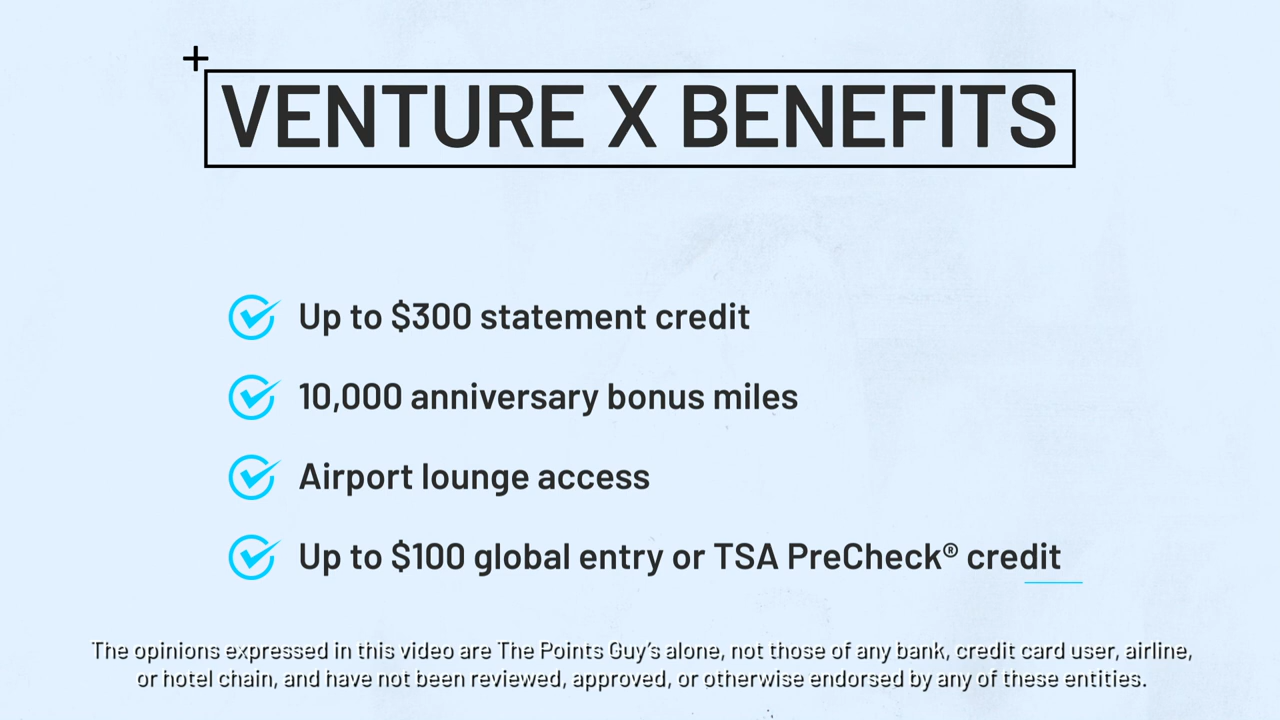 VENTURE X BENEFITS
Up to $300 statement credit
10,000 anniversary bonus miles
Airport lounge access
Up to $100 global entry or TSA PreCheck® credit
The opinions expressed in this video are The Points Guy's alone, not those of any bank, credit card user, airline,
or hotel chain, and have not been reviewed, approved, or otherwise endorsed by any of these entities.